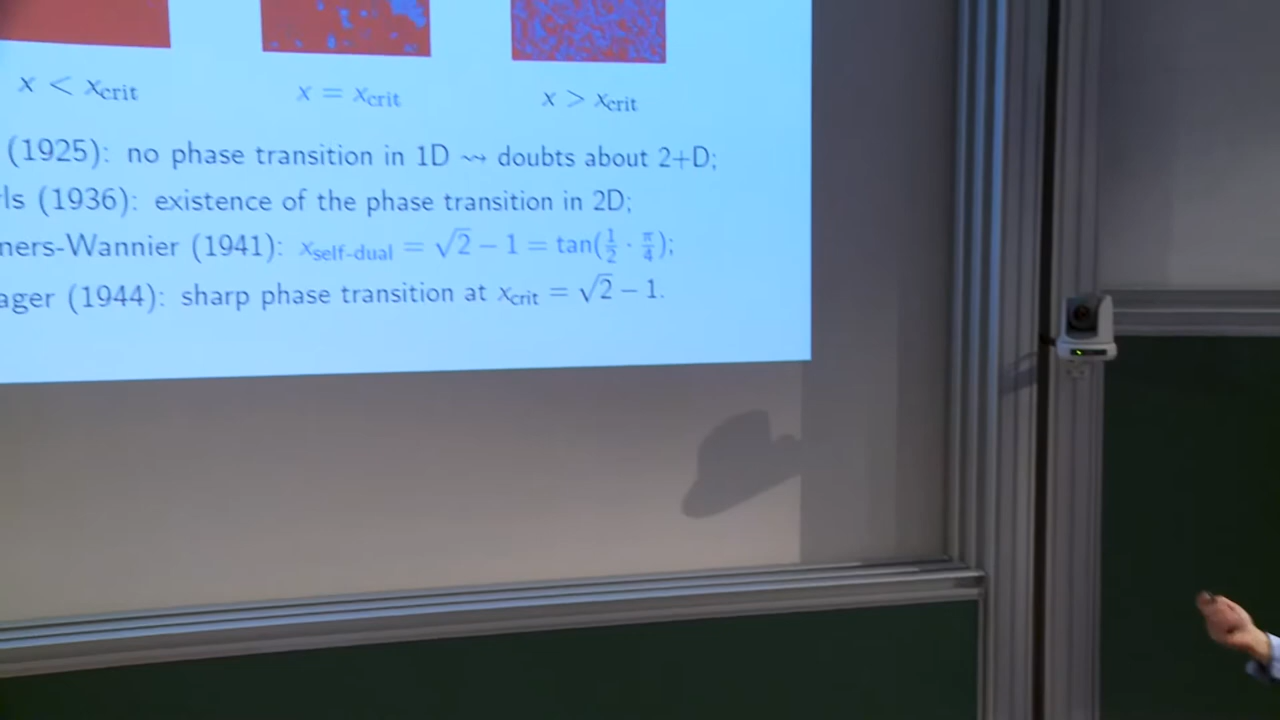 x < x_crit x = x_crit x > x_crit
(1925): no phase transition in 1D ⇝ doubts about 2+D;
ls (1936): existence of the phase transition in 2D;
ners-Wannier (1941): x_self-dual = √2 − 1 = tan(1/2 · π/4);
ager (1944): sharp phase transition at x_crit = √2 − 1.